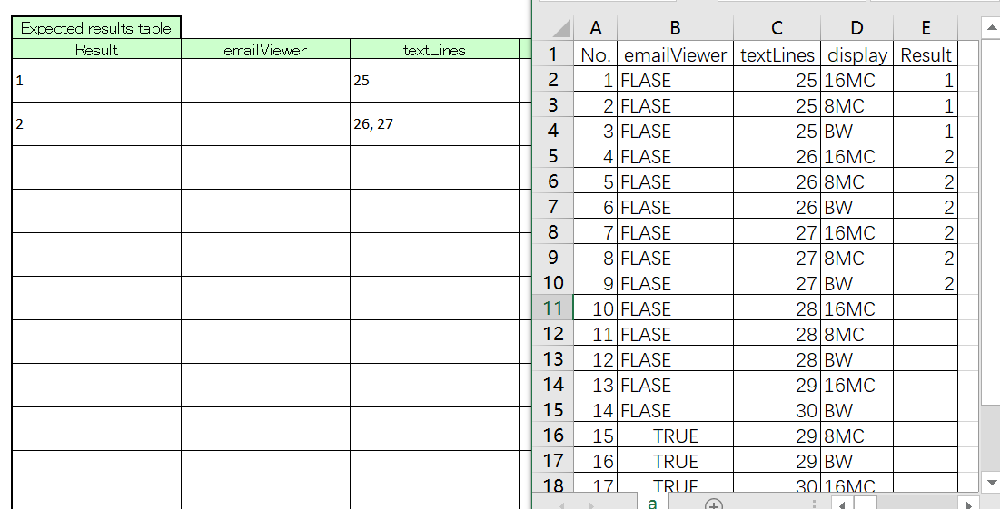 Expected results table
Result emailViewer textLines
1 25
2 26, 27
A B C D E
1 No. emailViewer textLines display Result
2 1 FLASE 25 16MC 1
3 2 FLASE 25 8MC 1
4 3 FLASE 25 BW 1
5 4 FLASE 26 16MC 2
6 5 FLASE 26 8MC 2
7 6 FLASE 26 BW 2
8 7 FLASE 27 16MC 2
9 8 FLASE 27 8MC 2
10 9 FLASE 27 BW 2
11 10 FLASE 28 16MC
12 11 FLASE 28 8MC
13 12 FLASE 28 BW
14 13 FLASE 29 16MC
15 14 FLASE 30 BW
16 15 TRUE 29 8MC
17 16 TRUE 29 BW
18 17 TRUE 30 16MC
a